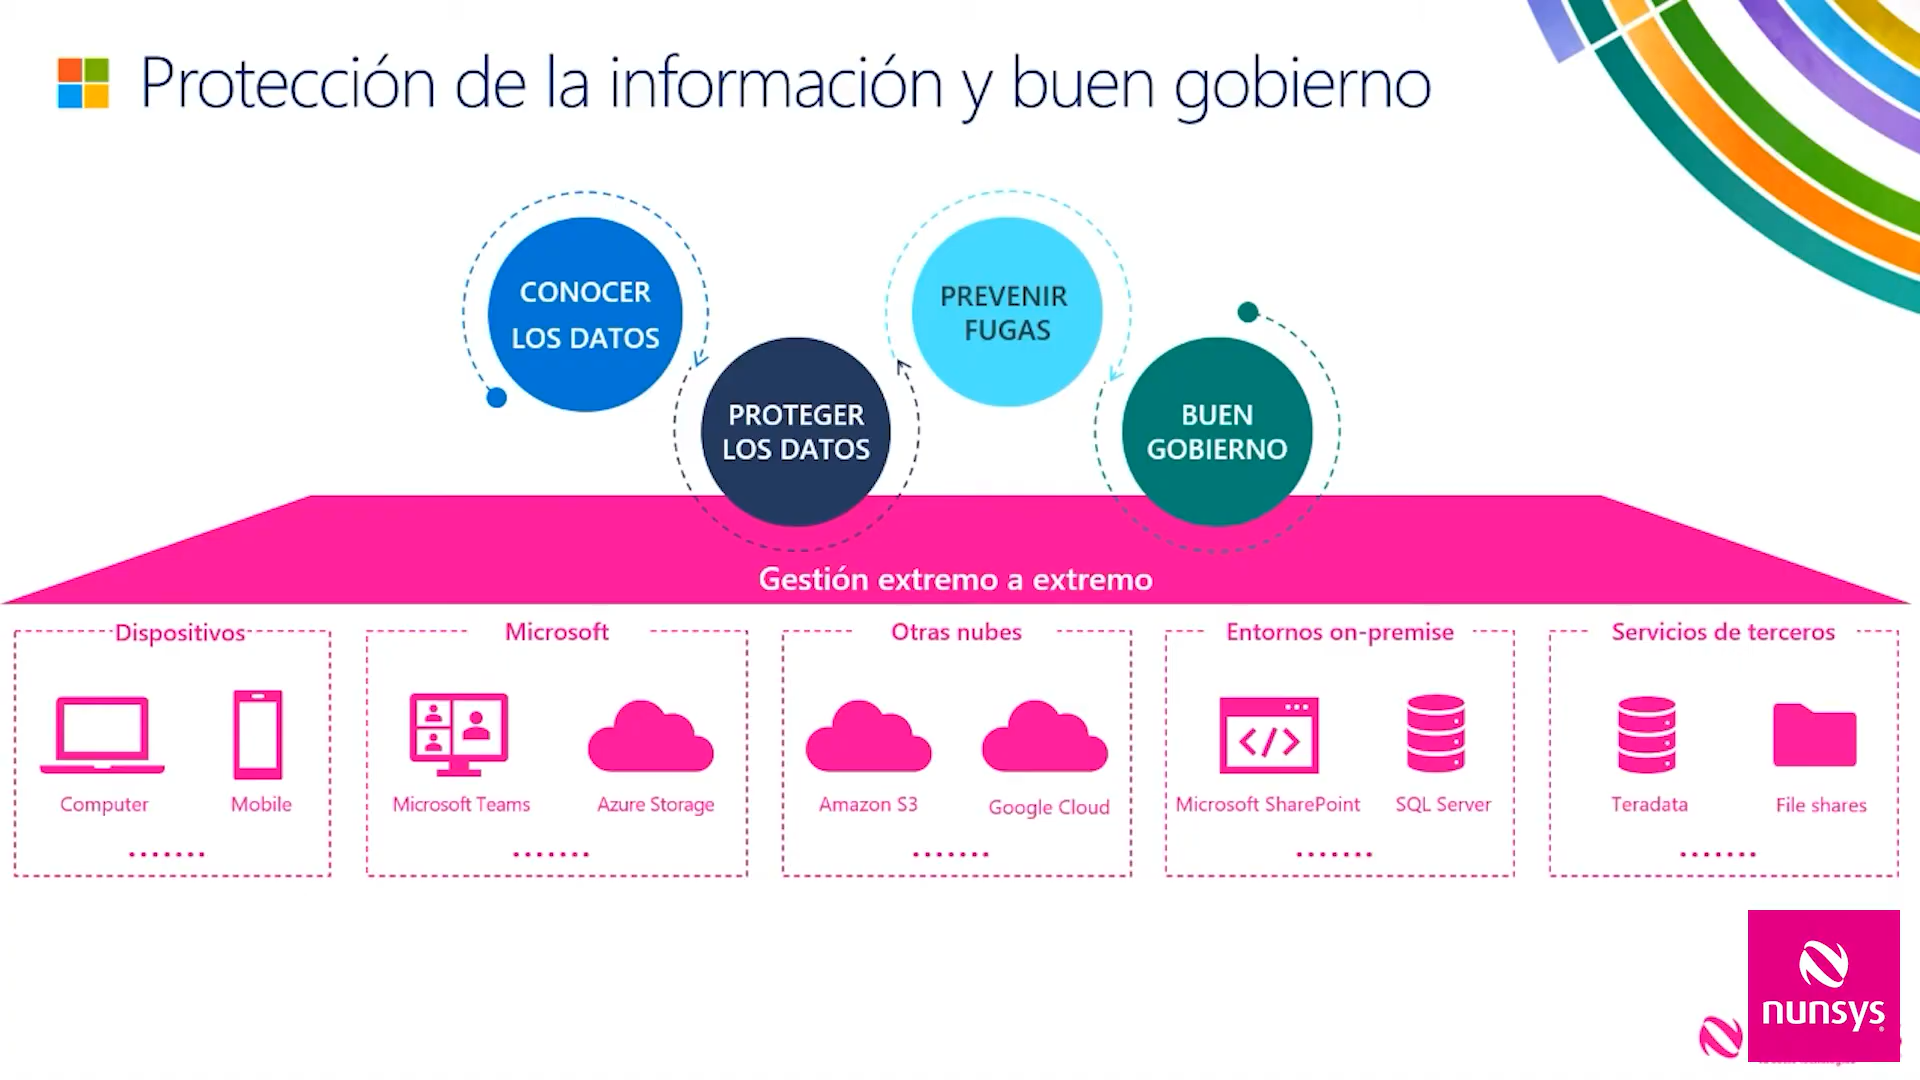 Protección de la información y buen gobierno
CONOCER
LOS DATOS
PROTEGER
LOS DATOS
PREVENIR
FUGAS
BUEN
GOBIERNO
Gestión extremo a extremo
Dispositivos
Computer
Mobile
Microsoft
Microsoft Teams
Azure Storage
Otras nubes
Amazon S3
Google Cloud
Entornos on-premise
</>
Microsoft SharePoint
SQL Server
Servicios de terceros
Teradata
File shares
nunsys